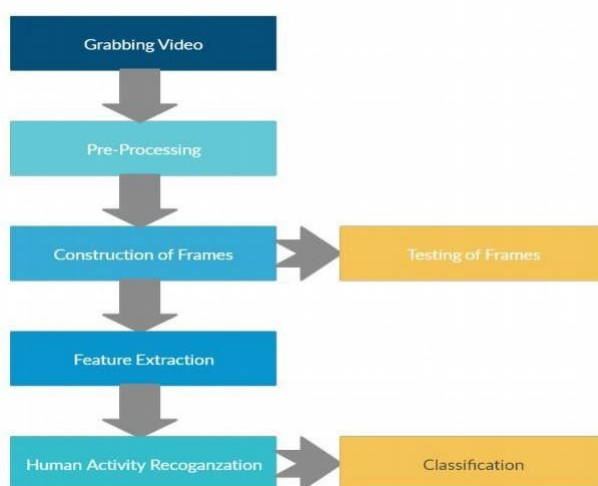 Grabbing Video
Pre-Processing
Construction of Frames
Testing of Frames
Feature Extraction
Human Activity Recoganzation
Classification